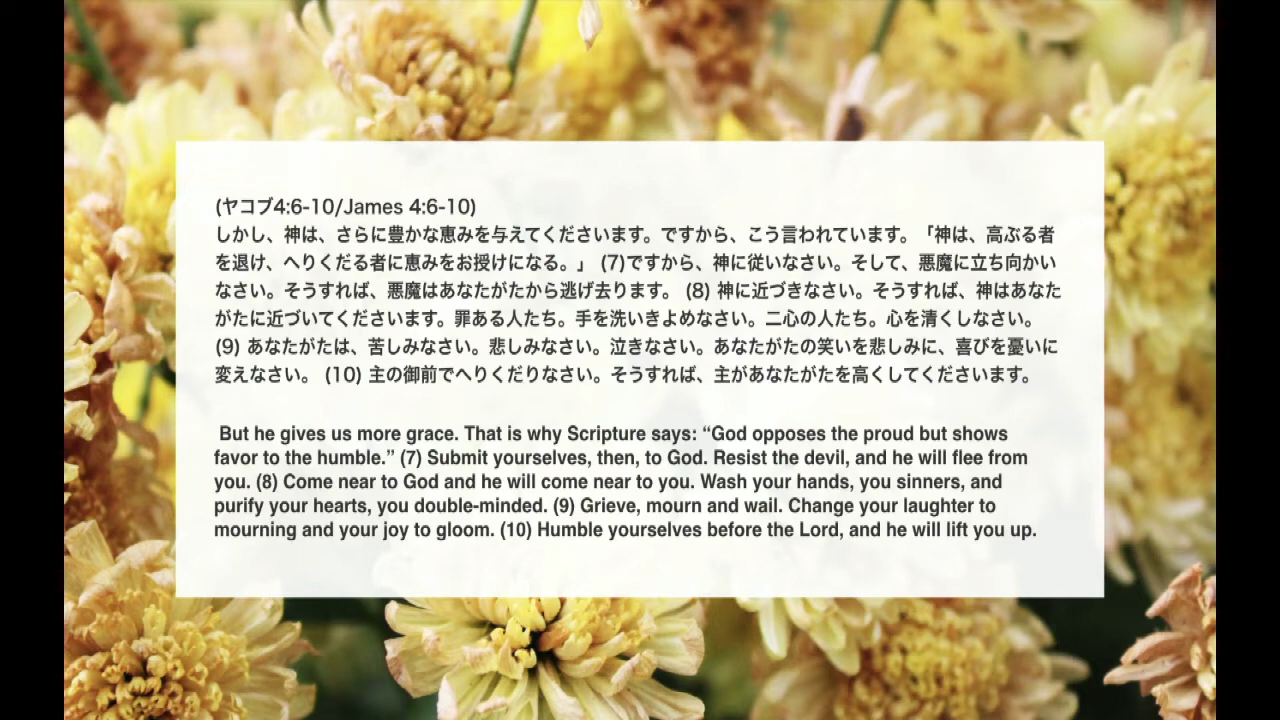 (ヤコブ4:6-10/James 4:6-10)
しかし、神は、さらに豊かな恵みを与えてくださいます。ですから、こう言われています。「神は、高ぶる者
を退け、へりくだる者に恵みをお授けになる。」 (7)ですから、神に従いなさい。そして、悪魔に立ち向かい
なさい。そうすれば、悪魔はあなたがたから逃げ去ります。 (8) 神に近づきなさい。そうすれば、神はあなた
がたに近づいてくださいます。罪ある人たち。手を洗いきよめなさい。二心の人たち。心を清くしなさい。
(9) あなたがたは、苦しみなさい。悲しみなさい。泣きなさい。あなたがたの笑いを悲しみに、喜びを憂いに
変えなさい。 (10) 主の御前でへりくだりなさい。そうすれば、主があなたがたを高くしてくださいます。
But he gives us more grace. That is why Scripture says: “God opposes the proud but shows
favor to the humble.” (7) Submit yourselves, then, to God. Resist the devil, and he will flee from
you. (8) Come near to God and he will come near to you. Wash your hands, you sinners, and
purify your hearts, you double-minded. (9) Grieve, mourn and wail. Change your laughter to
mourning and your joy to gloom. (10) Humble yourselves before the Lord, and he will lift you up.